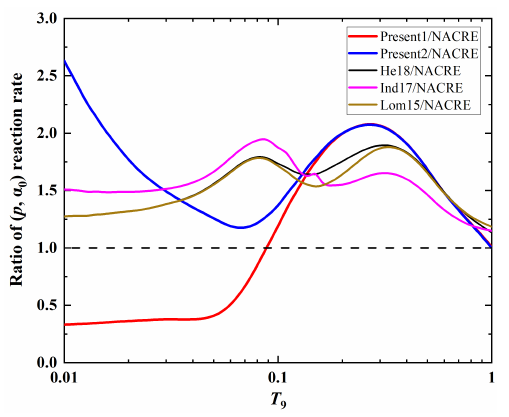 3.0
2.5
2.0
1.5
1.0
0.5
0.0
Ratio of (p, α₀) reaction rate
Present1/NACRE
Present2/NACRE
He18/NACRE
Ind17/NACRE
Lom15/NACRE
0.01
0.1
1
T₉